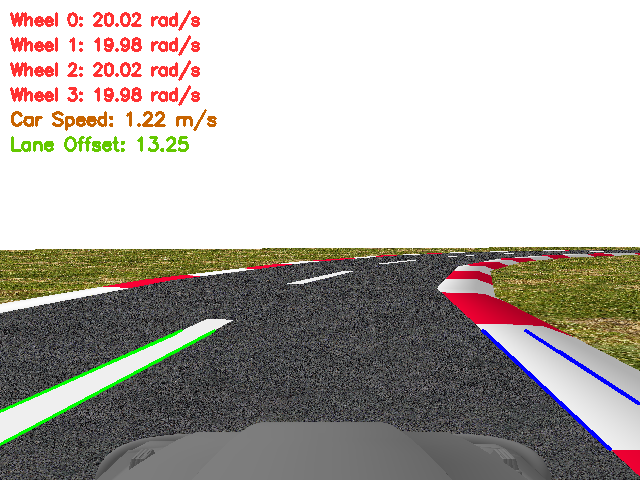 Wheel 0: 20.02 rad/s
Wheel 1: 19.98 rad/s
Wheel 2: 20.02 rad/s
Wheel 3: 19.98 rad/s
Car Speed: 1.22 m/s
Lane Offset: 13.25